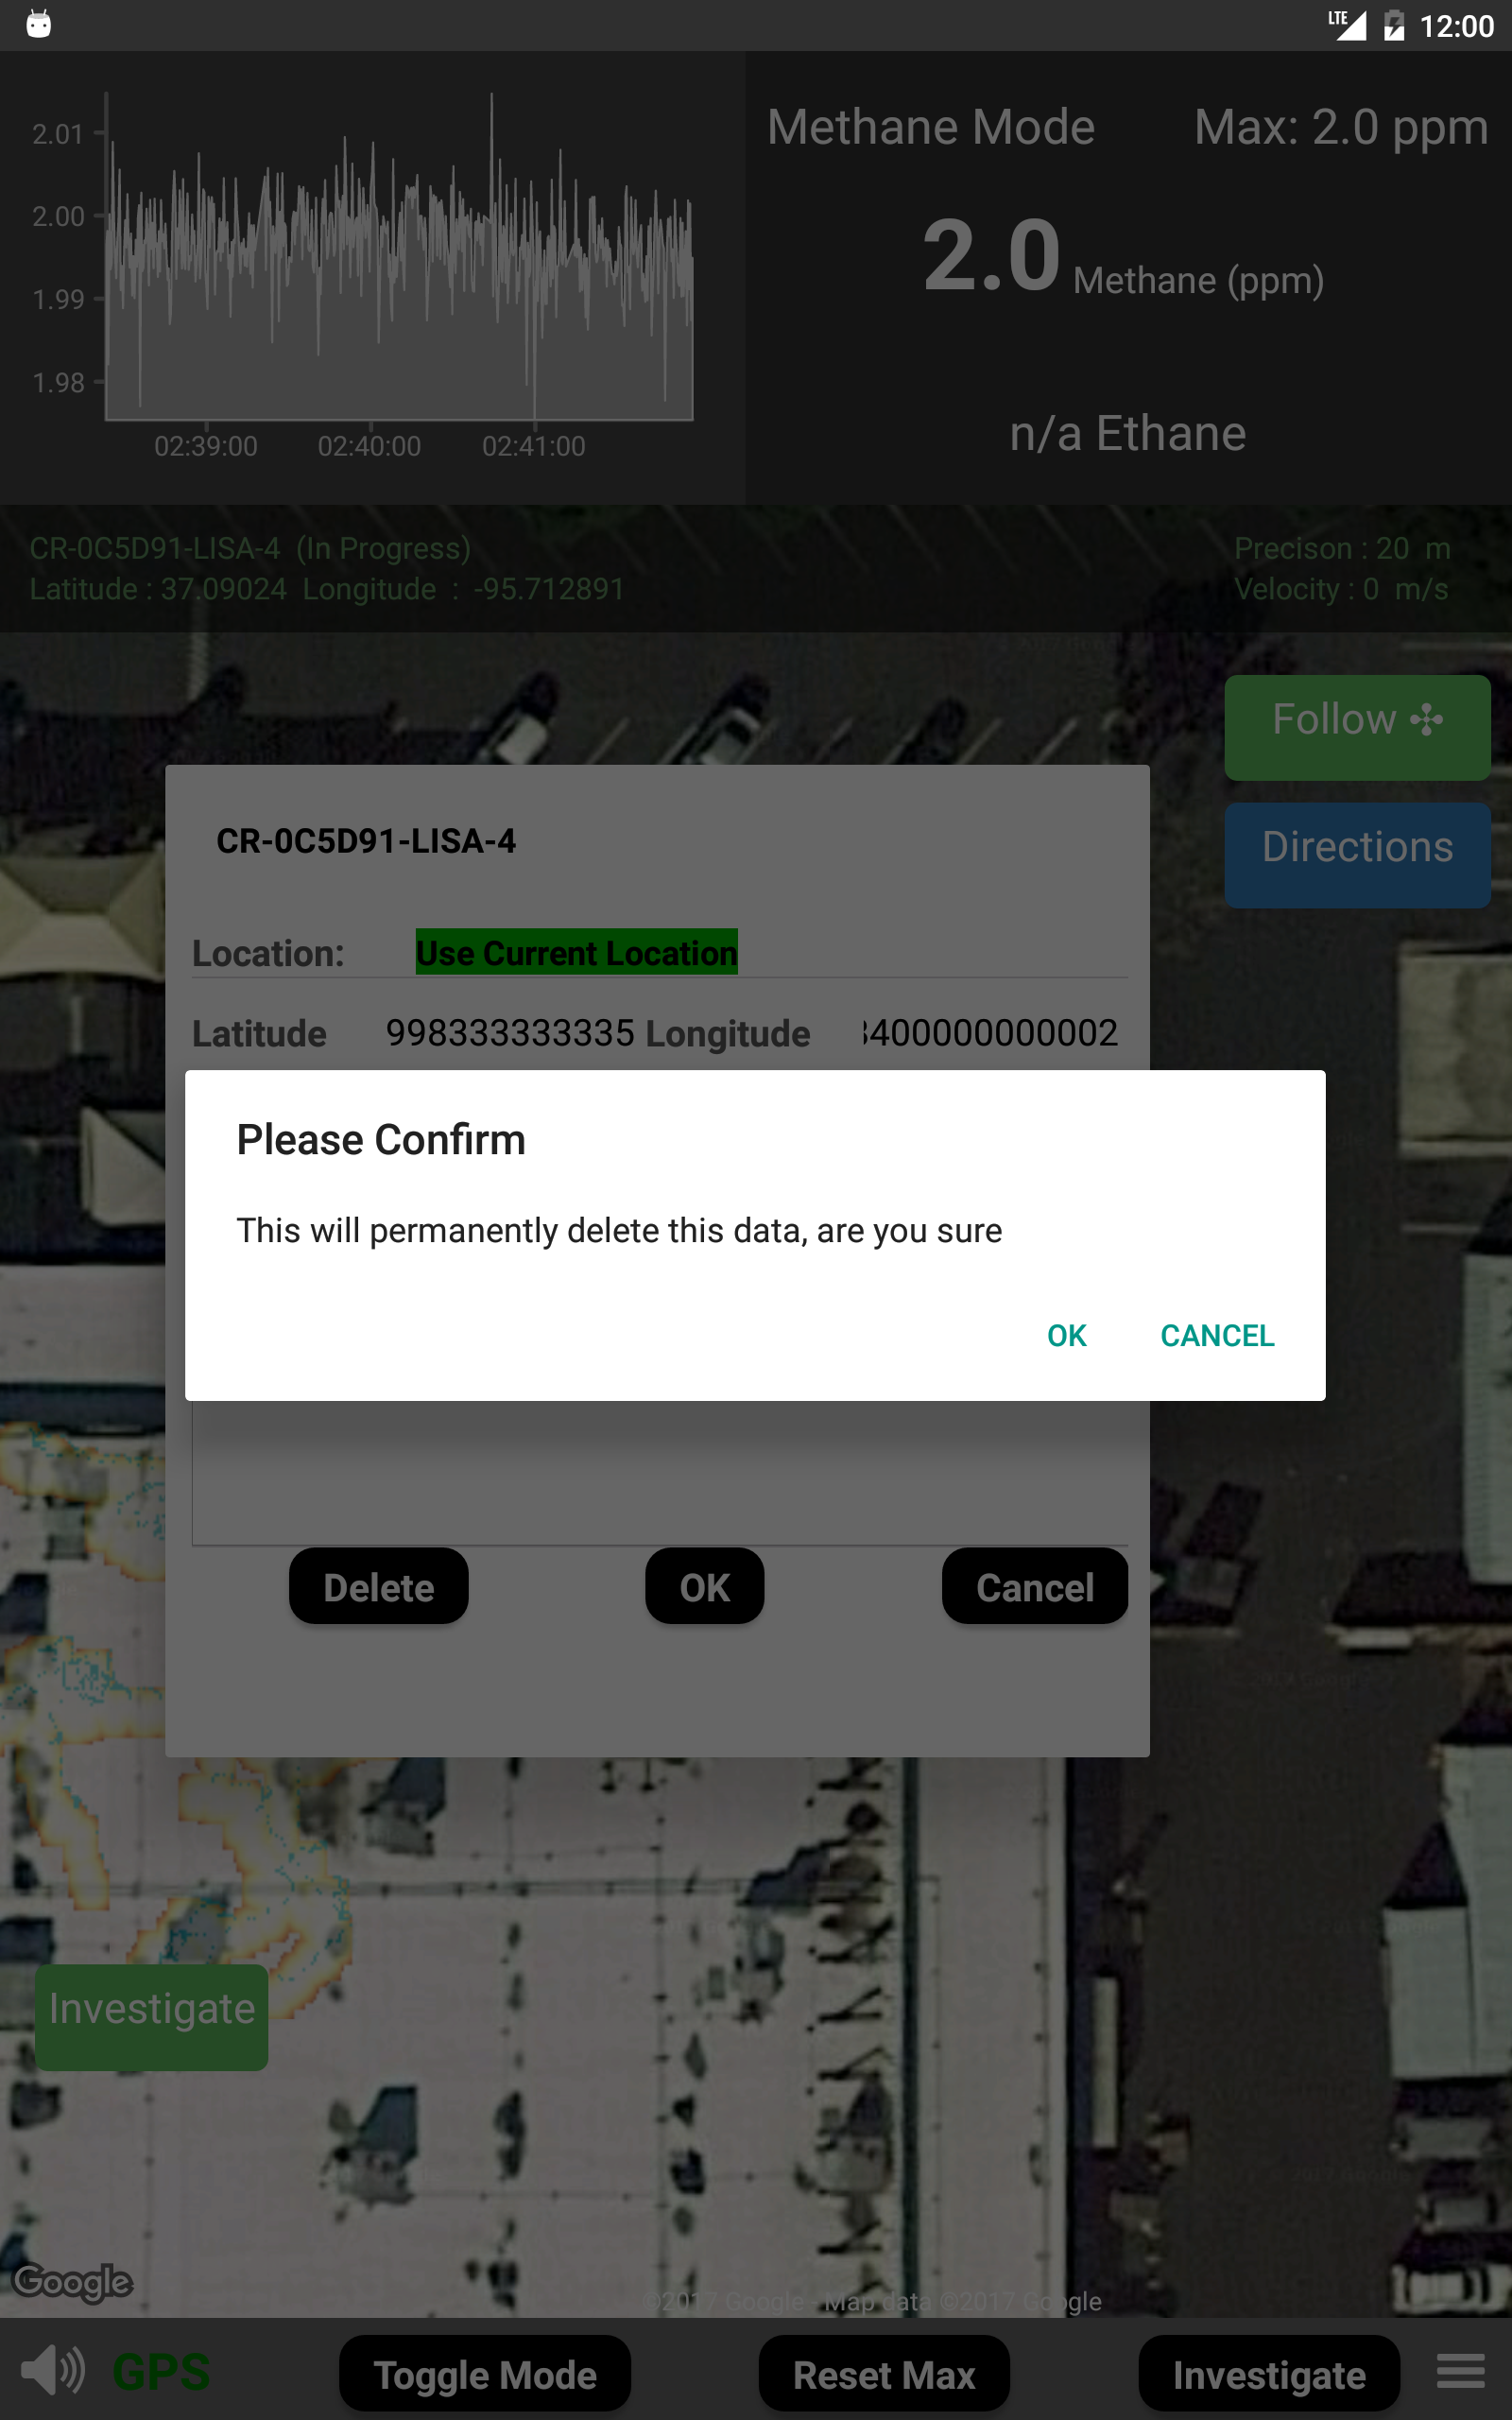 LTE 12:00
2.01
2.00
1.99
1.98
02:39:00 02:40:00 02:41:00
Methane Mode Max: 2.0 ppm
2.0 Methane (ppm)
n/a Ethane
CR-0C5D91-LISA-4 (In Progress)
Latitude : 37.09024 Longitude : -95.712891
Precison : 20 m
Velocity : 0 m/s
Follow
Directions
CR-0C5D91-LISA-4
Location: Use Current Location
Latitude 998333333335 Longitude 3400000000002
Please Confirm
This will permanently delete this data, are you sure
OK CANCEL
Delete OK Cancel
Investigate
Google
©2017 Google - Map data ©2017 Google
GPS Toggle Mode Reset Max Investigate